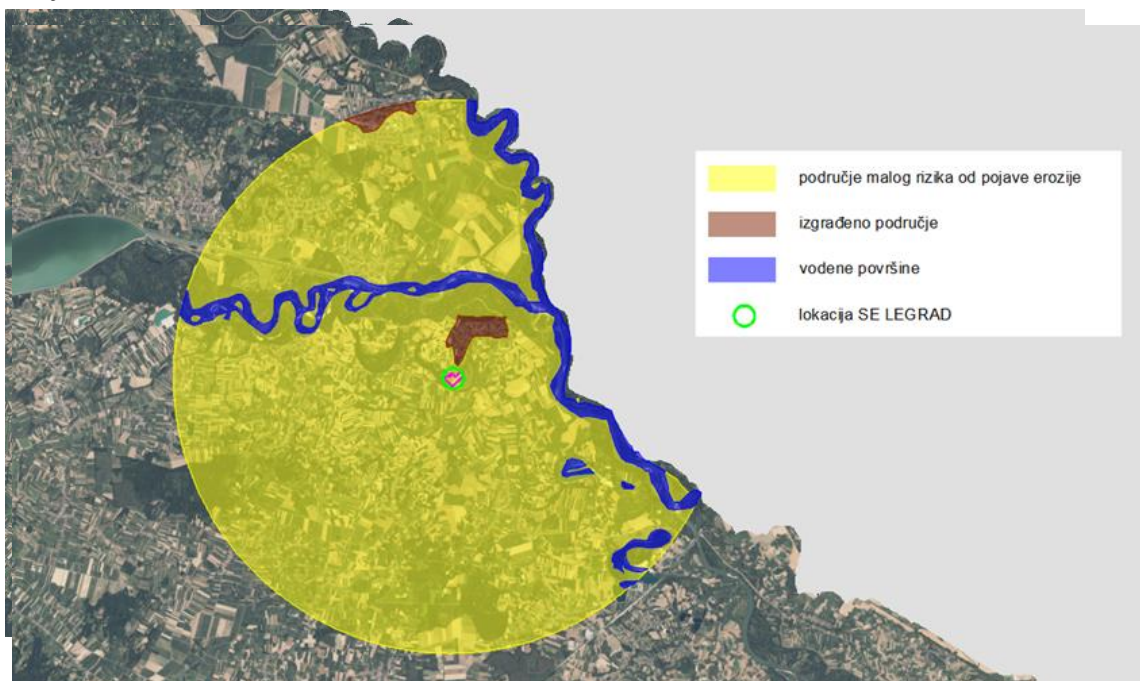 područje malog rizika od pojave erozije
izgrađeno područje
vodene površine
lokacija SE LEGRAD